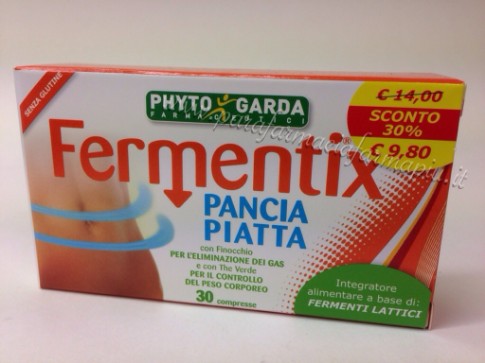 SENZA GLUTINE
PHYTO GARDA
FARMACEUTICI
€ 14,00
SCONTO
30%
€ 9,80
Fermentix
PANCIA
PIATTA
con Finocchio
PER L'ELIMINAZIONE DEI GAS
e con The Verde
PER IL CONTROLLO
DEL PESO CORPOREO
30 compresse
Integratore
alimentare a base di:
FERMENTI LATTICI